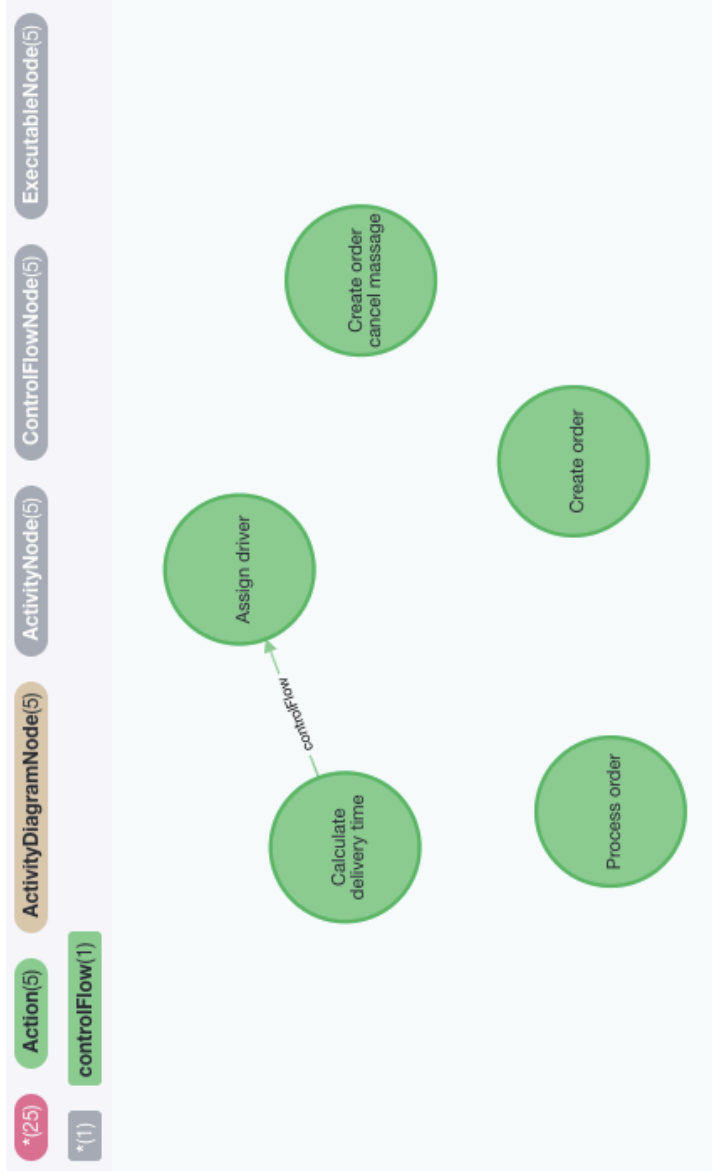 *(25) Action(5) ActivityDiagramNode(5) ActivityNode(5) ControlFlowNode(5) ExecutableNode(5)
*(1) controlFlow(1)
Assign driver
controlFlow
Create order
cancel massage
Calculate
delivery time
Create order
Process order